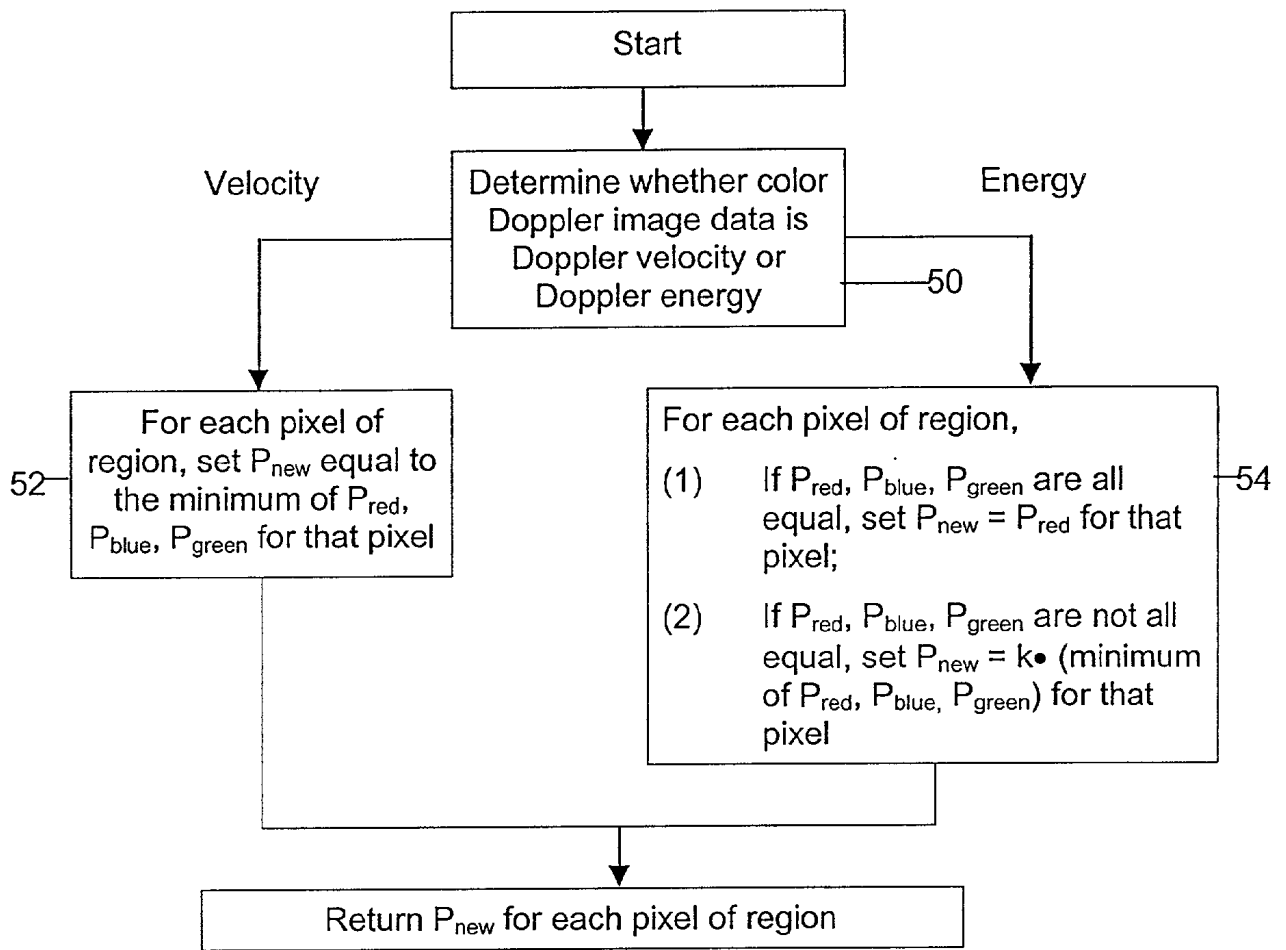 Start
Velocity
Energy
Determine whether color
Doppler image data is
Doppler velocity or
Doppler energy
50
For each pixel of
region, set Pnew equal to
the minimum of Pred,
Pblue, Pgreen for that pixel
52
For each pixel of region,
(1) If Pred, Pblue, Pgreen are all
equal, set Pnew = Pred for that
pixel;
(2) If Pred, Pblue, Pgreen are not all
equal, set Pnew = k• (minimum
of Pred, Pblue, Pgreen) for that
pixel
54
Return Pnew for each pixel of region